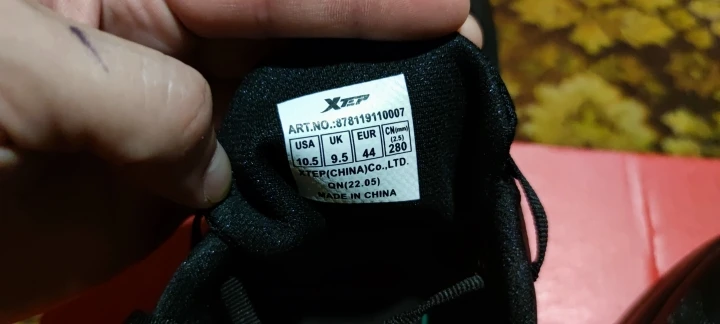 XTEP
ART.NO.:878119110007
USA UK EUR CN(mm) (2.5)
10.5 9.5 44 280
XTEP(CHINA)Co.,LTD.
QN(22.05)
MADE IN CHINA